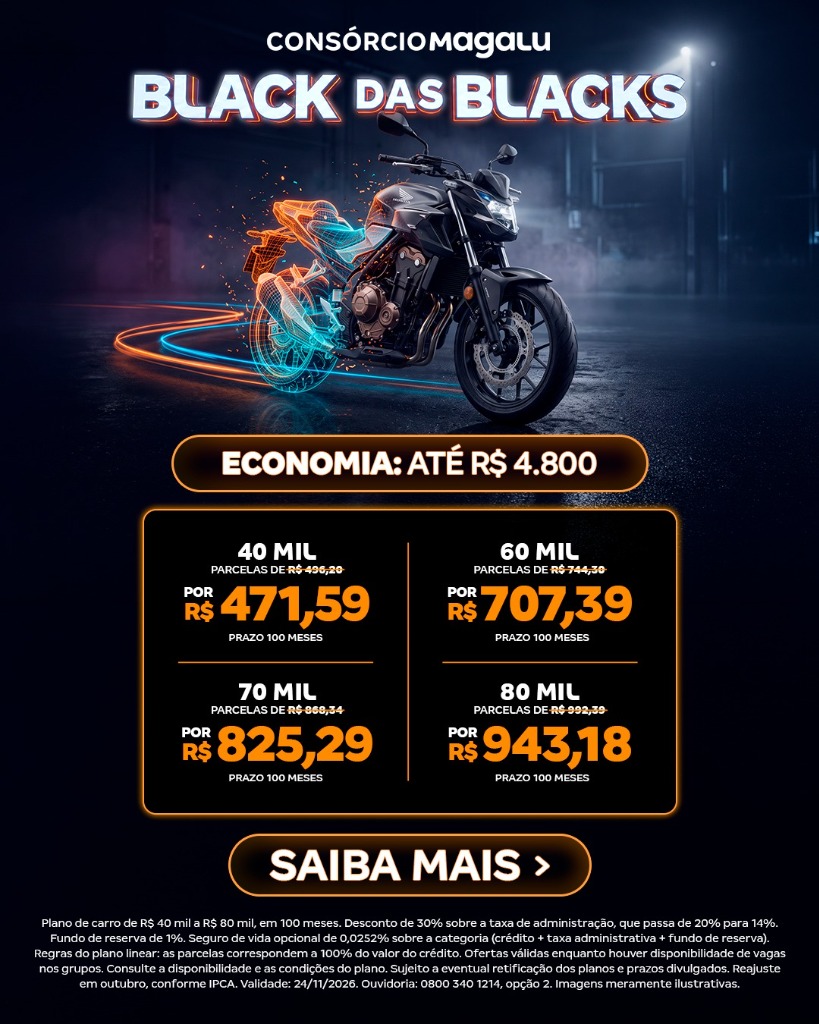 CONSÓRCIO Magalu
BLACK DAS BLACKS
ECONOMIA: ATÉ R$ 4.800
40 MIL
PARCELAS DE R$ 496,20
POR R$ 471,59
PRAZO 100 MESES
60 MIL
PARCELAS DE R$ 744,30
POR R$ 707,39
PRAZO 100 MESES
70 MIL
PARCELAS DE R$ 868,34
POR R$ 825,29
PRAZO 100 MESES
80 MIL
PARCELAS DE R$ 992,39
POR R$ 943,18
PRAZO 100 MESES
SAIBA MAIS >
Plano de carro de R$ 40 mil a R$ 80 mil, em 100 meses. Desconto de 30% sobre a taxa de administração, que passa de 20% para 14%.
Fundo de reserva de 1%. Seguro de vida opcional de 0,0252% sobre a categoria (crédito + taxa administrativa + fundo de reserva).
Regras do plano linear: as parcelas correspondem a 100% do valor do crédito. Ofertas válidas enquanto houver disponibilidade de vagas
nos grupos. Consulte a disponibilidade e as condições do plano. Sujeito a eventual retificação dos planos e prazos divulgados. Reajuste
em outubro, conforme IPCA. Validade: 24/11/2026. Ouvidoria: 0800 340 1214, opção 2. Imagens meramente ilustrativas.